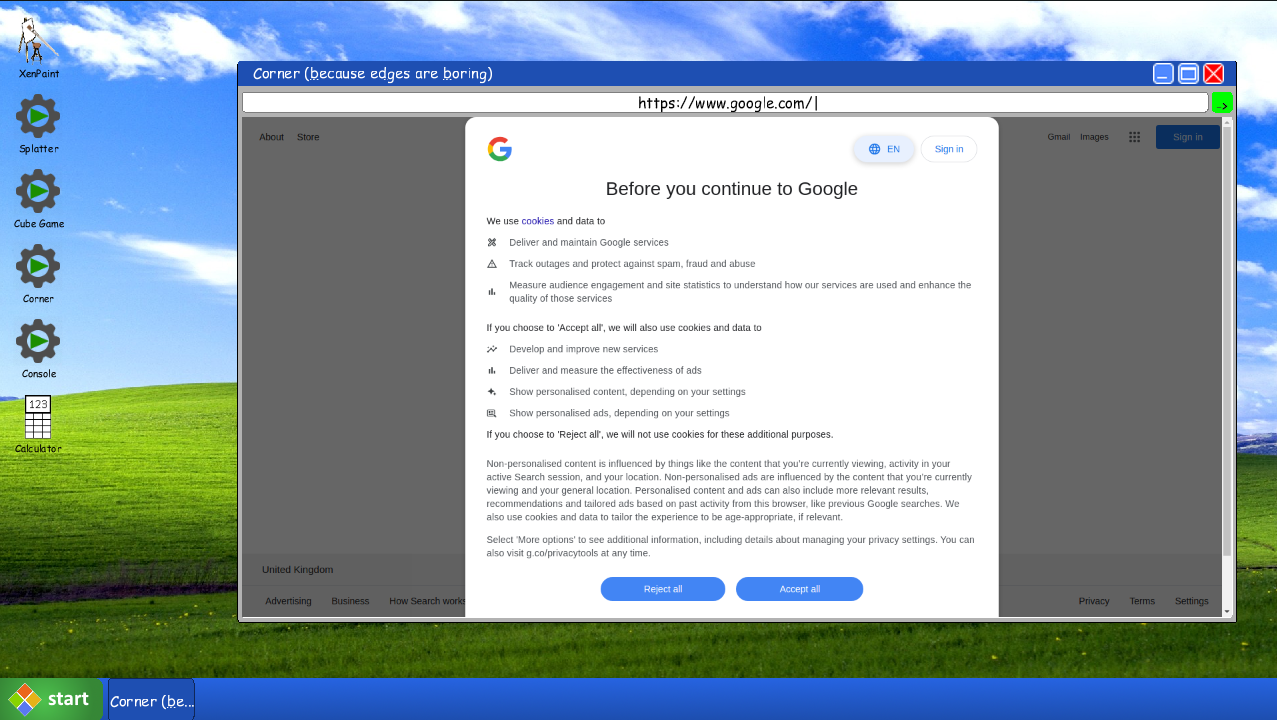 XenPaint
Splatter
Cube Game
Corner
Console
123
Calculator
Corner (because edges are boring)
https://www.google.com/|
->
About Store
Gmail Images
Sign in
EN
Sign in
Before you continue to Google
We use cookies and data to
Deliver and maintain Google services
Track outages and protect against spam, fraud and abuse
Measure audience engagement and site statistics to understand how our services are used and enhance the
quality of those services
If you choose to 'Accept all', we will also use cookies and data to
Develop and improve new services
Deliver and measure the effectiveness of ads
Show personalised content, depending on your settings
Show personalised ads, depending on your settings
If you choose to 'Reject all', we will not use cookies for these additional purposes.
Non-personalised content is influenced by things like the content that you're currently viewing, activity in your
active Search session, and your location. Non-personalised ads are influenced by the content that you're currently
viewing and your general location. Personalised content and ads can also include more relevant results,
recommendations and tailored ads based on past activity from this browser, like previous Google searches. We
also use cookies and data to tailor the experience to be age-appropriate, if relevant.
Select 'More options' to see additional information, including details about managing your privacy settings. You can
also visit g.co/privacytools at any time.
Reject all
Accept all
United Kingdom
Advertising Business How Search works
Privacy Terms Settings
start
Corner (be...